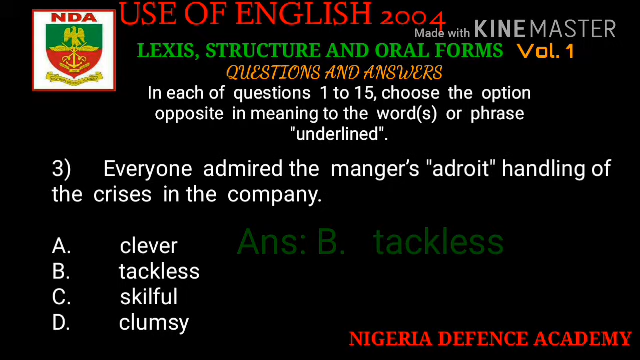 USE OF ENGLISH 2004
Made with KINEMASTER
NDA
LEXIS, STRUCTURE AND ORAL FORMS Vol. 1
QUESTIONS AND ANSWERS
In each of questions 1 to 15, choose the option
opposite in meaning to the word(s) or phrase
"underlined".
3) Everyone admired the manger's "adroit" handling of
the crises in the company.
Ans: B. tackless
A. clever
B. tackless
C. skilful
D. clumsy
NIGERIA DEFENCE ACADEMY